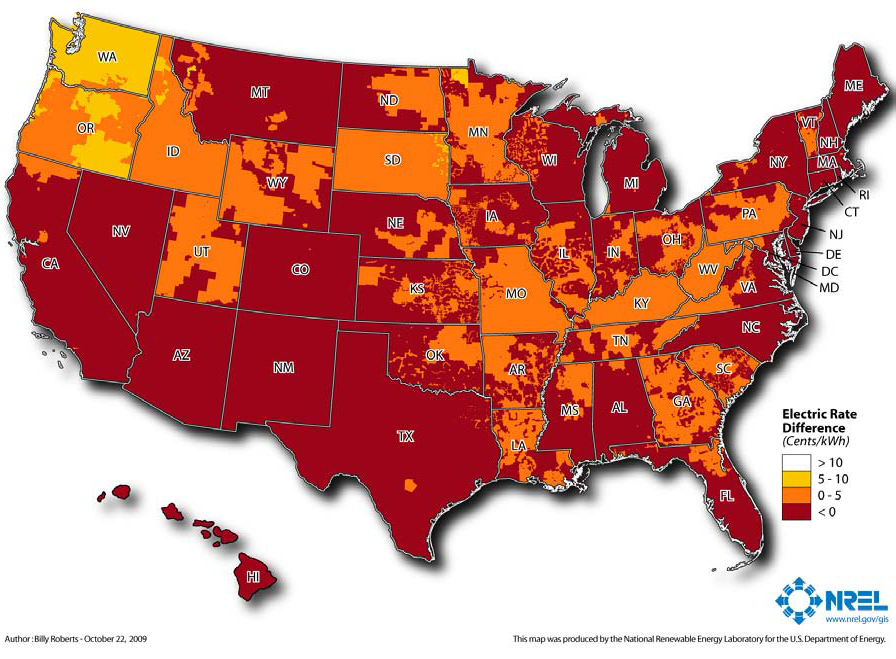 WA
MT
ND
MN
ME
OR
ID
SD
WI
VT
NH
NY
MA
WY
MI
RI
CT
NV
NE
IA
PA
NJ
UT
IL
IN
OH
DE
CA
CO
KS
MO
WV
DC
VA
MD
KY
NC
AZ
NM
OK
TN
AR
SC
TX
MS
AL
GA
LA
FL
HI
Electric Rate
Difference
(Cents/kWh)
> 10
5 - 10
0 - 5
< 0
NREL
www.nrel.gov/gis
Author : Billy Roberts - October 22, 2009
This map was produced by the National Renewable Energy Laboratory for the U.S. Department of Energy.